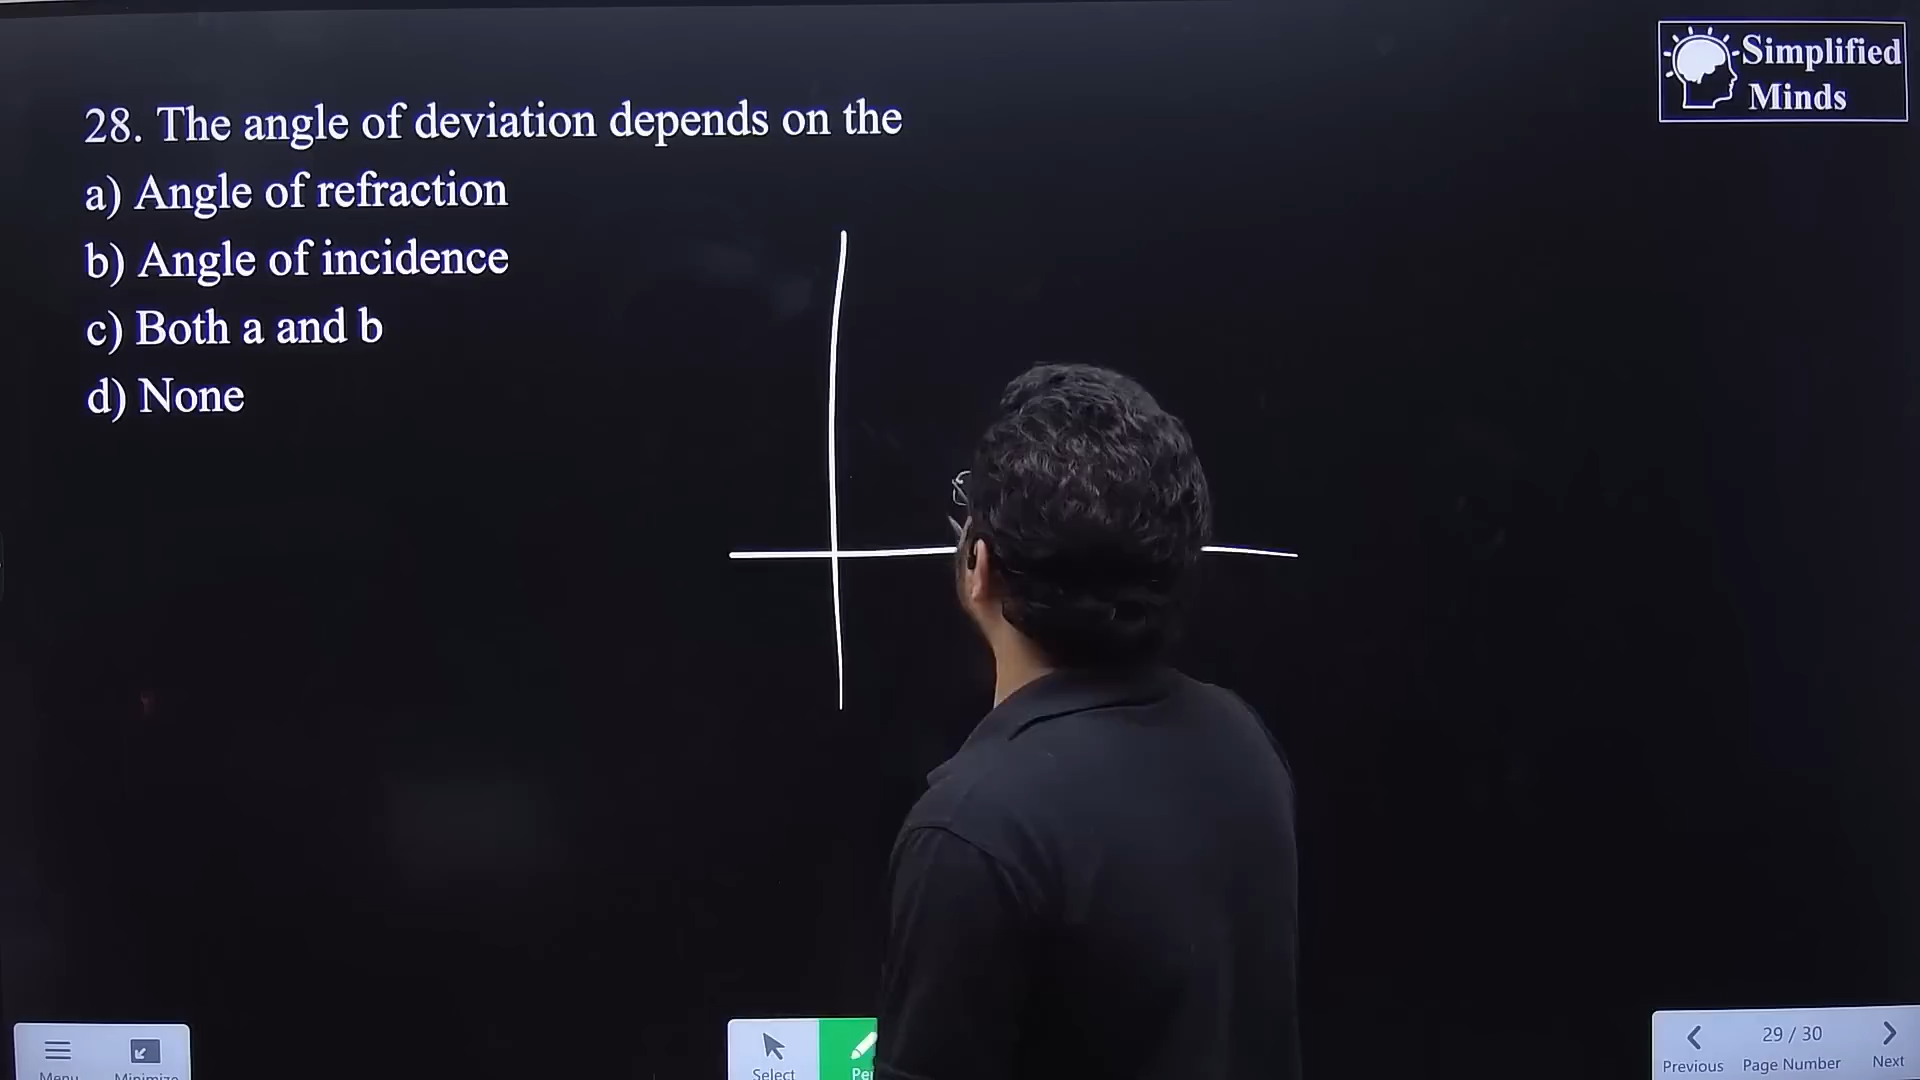 Simplified
Minds
28. The angle of deviation depends on the
a) Angle of refraction
b) Angle of incidence
c) Both a and b
d) None
Menu
Minimize
Select
29 / 30
Previous
Page Number
Next